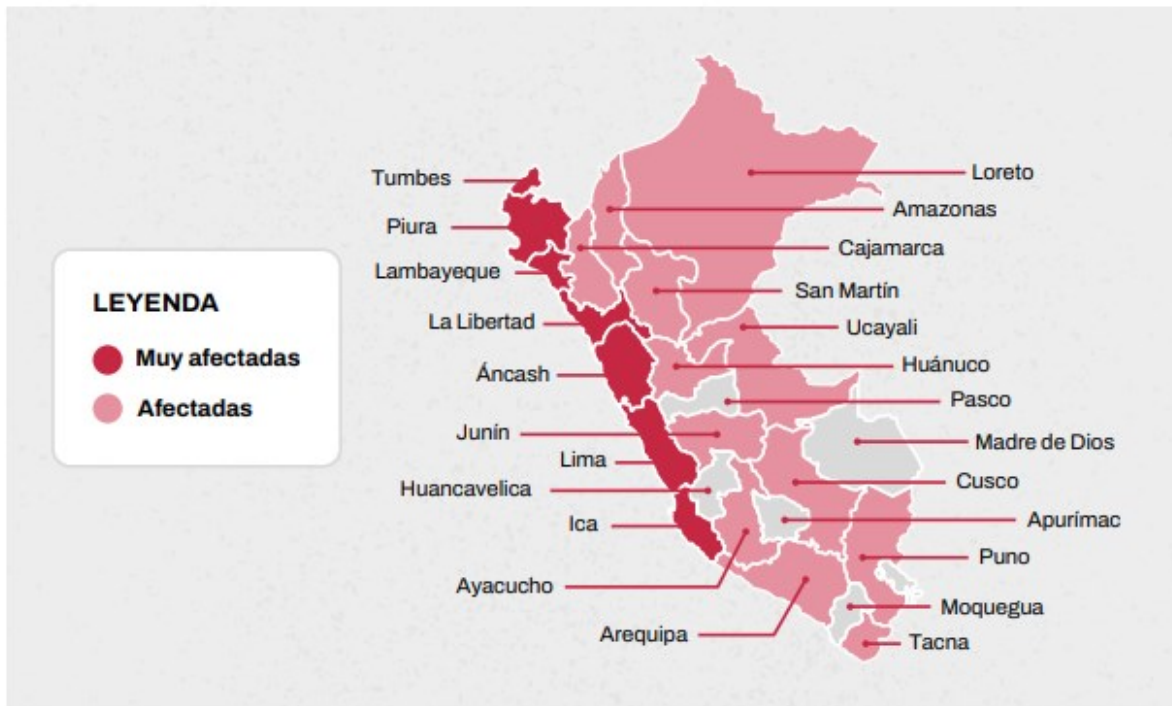 LEYENDA
Muy afectadas
Afectadas
Tumbes
Piura
Lambayeque
La Libertad
Áncash
Junín
Lima
Huancavelica
Ica
Ayacucho
Arequipa
Loreto
Amazonas
Cajamarca
San Martín
Ucayali
Huánuco
Pasco
Madre de Dios
Cusco
Apurímac
Puno
Moquegua
Tacna